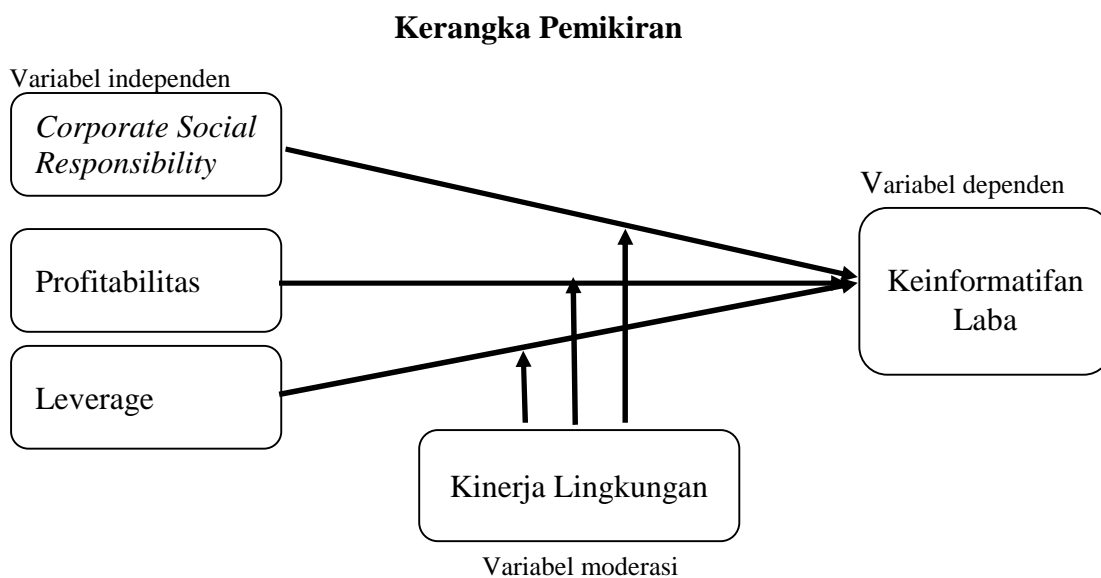 Kerangka Pemikiran
Variabel independen
Corporate Social
Responsibility
Variabel dependen
Profitabilitas
Keinformatifan
Laba
Leverage
Kinerja Lingkungan
Variabel moderasi